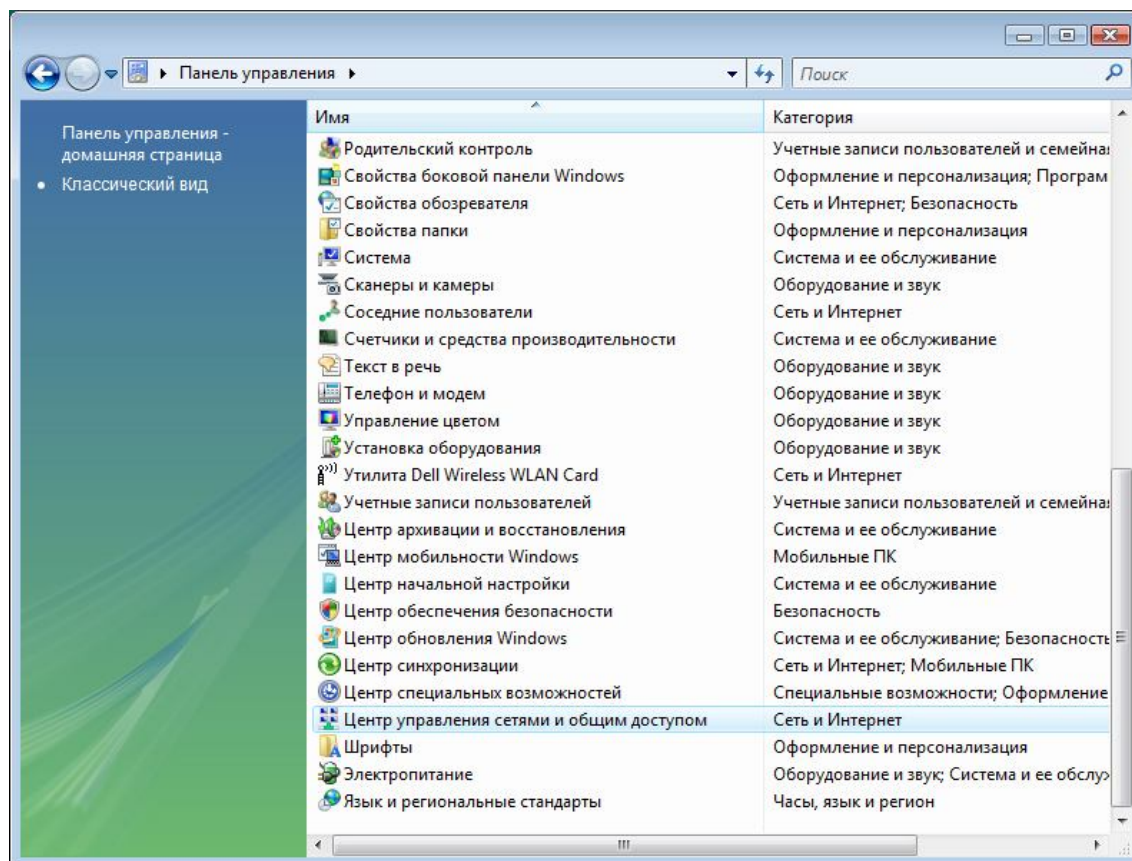 Панель управления
Поиск
Панель управления -
домашняя страница
Классический вид
Имя Категория
Родительский контроль Учетные записи пользователей и семейная
Свойства боковой панели Windows Оформление и персонализация; Програм
Свойства обозревателя Сеть и Интернет; Безопасность
Свойства папки Оформление и персонализация
Система Система и ее обслуживание
Сканеры и камеры Оборудование и звук
Соседние пользователи Сеть и Интернет
Счетчики и средства производительности Система и ее обслуживание
Текст в речь Оборудование и звук
Телефон и модем Оборудование и звук
Управление цветом Оборудование и звук
Установка оборудования Оборудование и звук
Утилита Dell Wireless WLAN Card Сеть и Интернет
Учетные записи пользователей Учетные записи пользователей и семейная
Центр архивации и восстановления Система и ее обслуживание
Центр мобильности Windows Мобильные ПК
Центр начальной настройки Система и ее обслуживание
Центр обеспечения безопасности Безопасность
Центр обновления Windows Система и ее обслуживание; Безопасность
Центр синхронизации Сеть и Интернет; Мобильные ПК
Центр специальных возможностей Специальные возможности; Оформление
Центр управления сетями и общим доступом Сеть и Интернет
Шрифты Оформление и персонализация
Электропитание Оборудование и звук; Система и ее обслу
Язык и региональные стандарты Часы, язык и регион